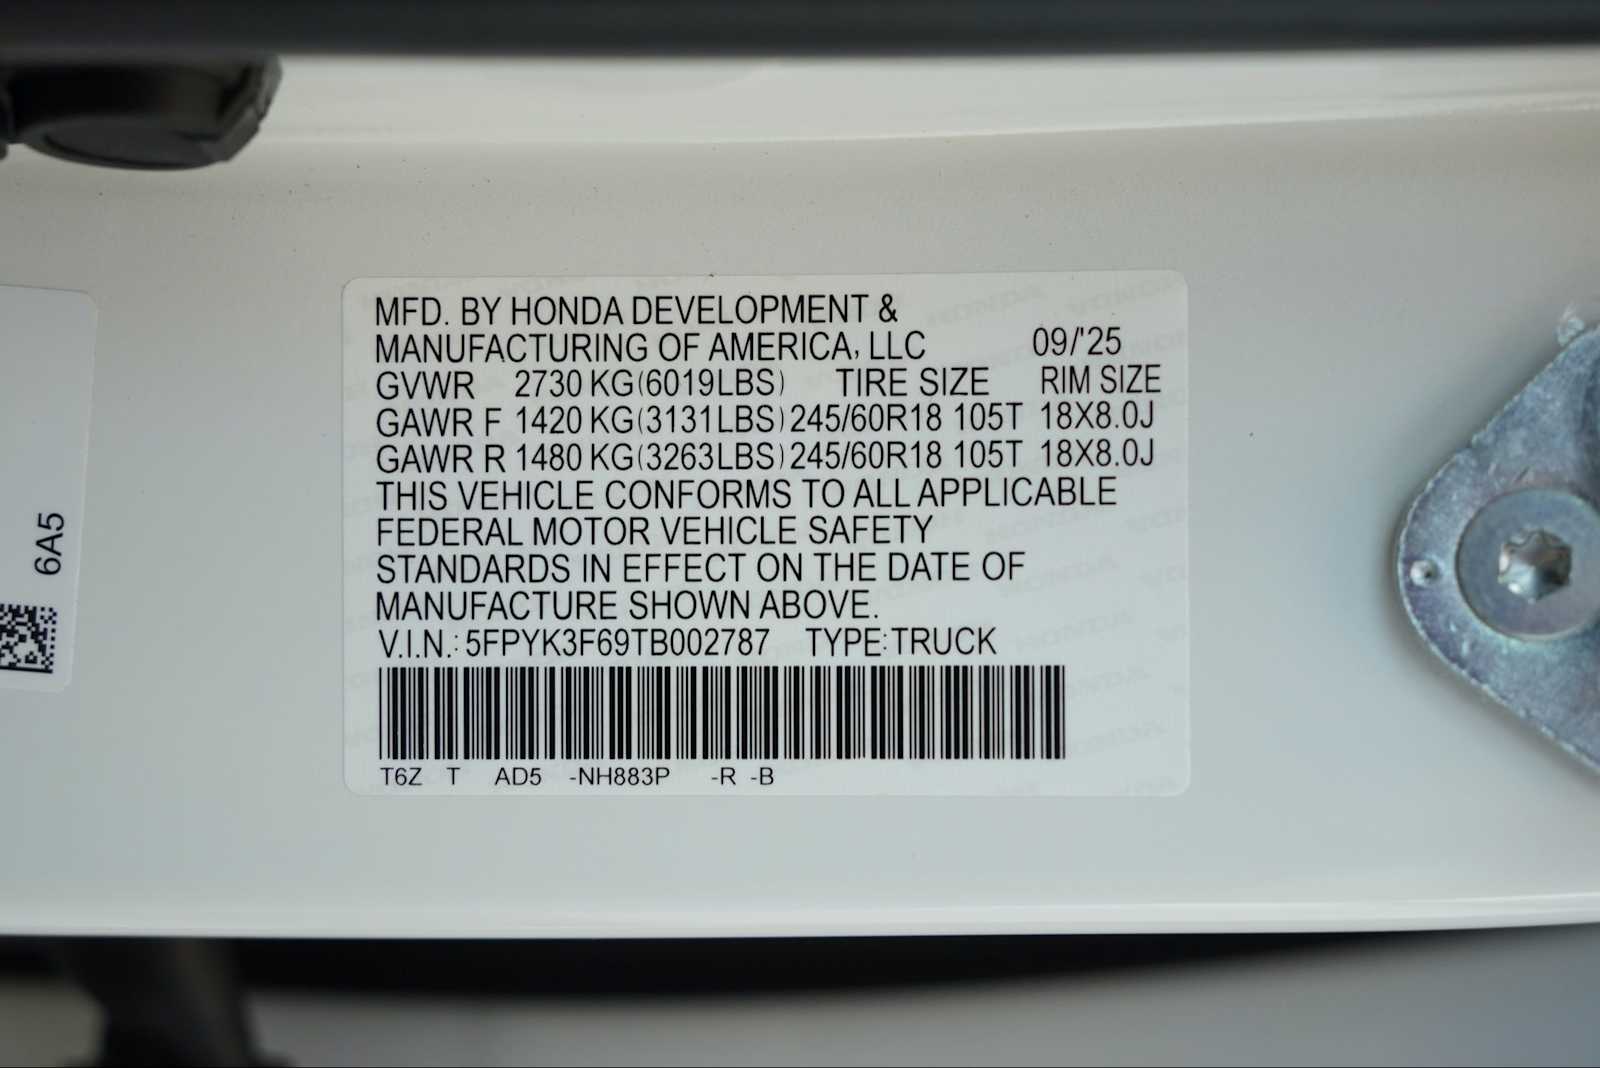 MFD. BY HONDA DEVELOPMENT &
MANUFACTURING OF AMERICA, LLC 09/'25
GVWR 2730 KG(6019LBS) TIRE SIZE RIM SIZE
GAWR F 1420 KG(3131LBS) 245/60R18 105T 18X8.0J
GAWR R 1480 KG(3263LBS) 245/60R18 105T 18X8.0J
THIS VEHICLE CONFORMS TO ALL APPLICABLE
FEDERAL MOTOR VEHICLE SAFETY
STANDARDS IN EFFECT ON THE DATE OF
MANUFACTURE SHOWN ABOVE.
V.I.N.: 5FPYK3F69TB002787 TYPE: TRUCK
T6Z T AD5 -NH883P -R -B
6A5